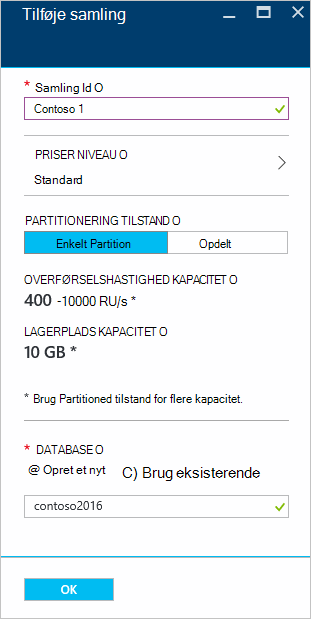 Tilføje samling
* Samling Id O
Contoso 1
PRISER NIVEAU O
Standard
PARTITIONERING TILSTAND O
Enkelt Partition Opdelt
OVERFØRSELSHASTIGHED KAPACITET O
400 -10000 RU/s *
LAGERPLADS KAPACITET O
10 GB *
* Brug Partitioned tilstand for flere kapacitet.
* DATABASE O
@ Opret et nyt C) Brug eksisterende
contoso2016
OK